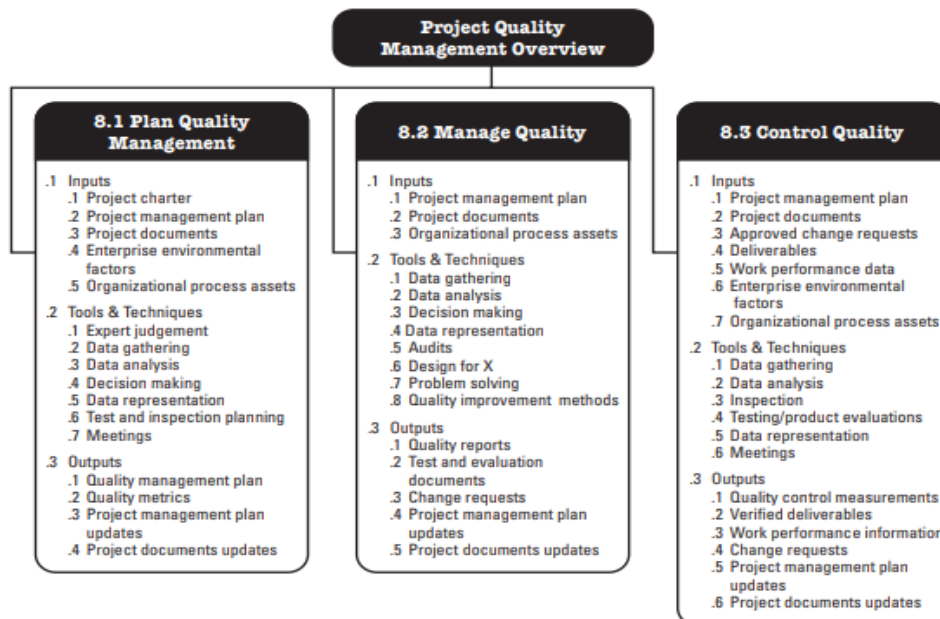 Project Quality
Management Overview
8.1 Plan Quality
Management
.1 Inputs
.1 Project charter
.2 Project management plan
.3 Project documents
.4 Enterprise environmental
factors
.5 Organizational process assets
.2 Tools & Techniques
.1 Expert judgement
.2 Data gathering
.3 Data analysis
.4 Decision making
.5 Data representation
.6 Test and inspection planning
.7 Meetings
.3 Outputs
.1 Quality management plan
.2 Quality metrics
.3 Project management plan
updates
.4 Project documents updates
8.2 Manage Quality
.1 Inputs
.1 Project management plan
.2 Project documents
.3 Organizational process assets
.2 Tools & Techniques
.1 Data gathering
.2 Data analysis
.3 Decision making
.4 Data representation
.5 Audits
.6 Design for X
.7 Problem solving
.8 Quality improvement methods
.3 Outputs
.1 Quality reports
.2 Test and evaluation
documents
.3 Change requests
.4 Project management plan
updates
.5 Project documents updates
8.3 Control Quality
.1 Inputs
.1 Project management plan
.2 Project documents
.3 Approved change requests
.4 Deliverables
.5 Work performance data
.6 Enterprise environmental
factors
.7 Organizational process assets
.2 Tools & Techniques
.1 Data gathering
.2 Data analysis
.3 Inspection
.4 Testing/product evaluations
.5 Data representation
.6 Meetings
.3 Outputs
.1 Quality control measurements
.2 Verified deliverables
.3 Work performance information
.4 Change requests
.5 Project management plan
updates
.6 Project documents updates